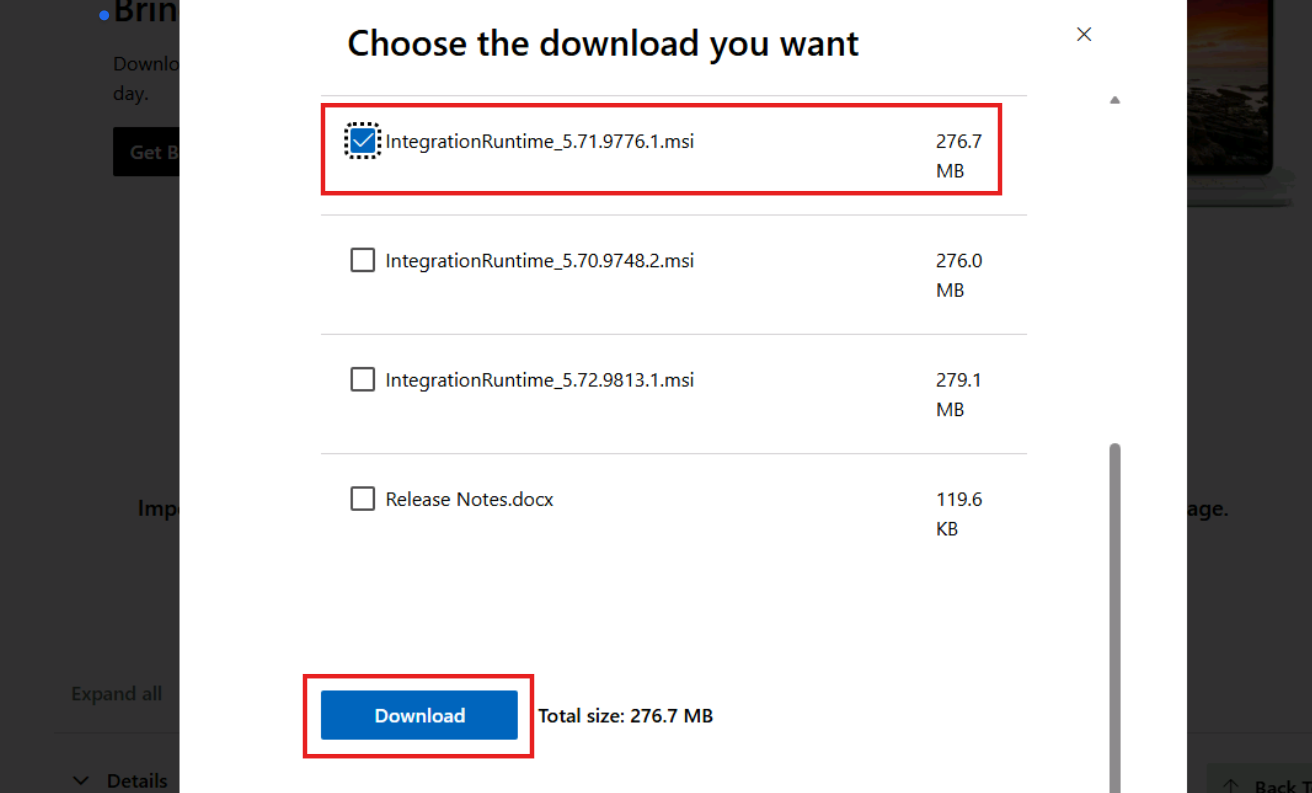 Brin
Choose the download you want
Downlo
day.
Get B
IntegrationRuntime_5.71.9776.1.msi
276.7
MB
IntegrationRuntime_5.70.9748.2.msi
276.0
MB
IntegrationRuntime_5.72.9813.1.msi
279.1
MB
Release Notes.docx
119.6
KB
Impo
age.
Expand all
Download
Total size: 276.7 MB
Details
Back T